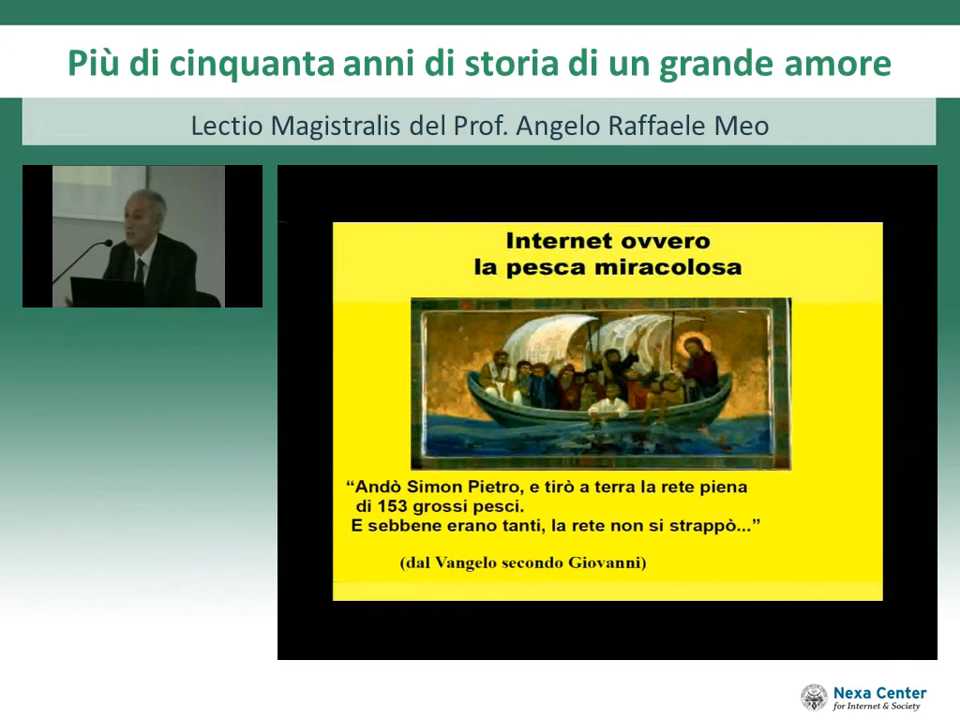 Più di cinquanta anni di storia di un grande amore
Lectio Magistralis del Prof. Angelo Raffaele Meo
Internet ovvero
la pesca miracolosa
“Andò Simon Pietro, e tirò a terra la rete piena
di 153 grossi pesci.
E sebbene erano tanti, la rete non si strappò...”
(dal Vangelo secondo Giovanni)
Nexa Center
for Internet & Society